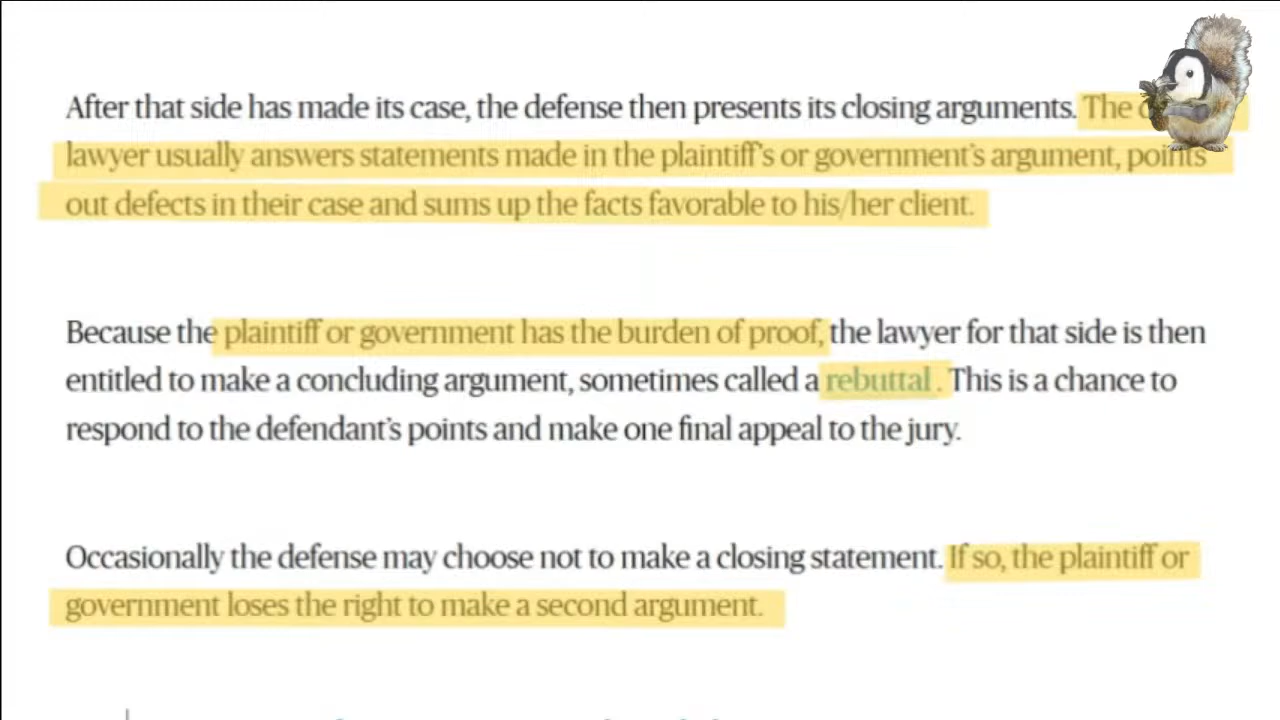 After that side has made its case, the defense then presents its closing arguments. The
lawyer usually answers statements made in the plaintiff's or government's argument, points
out defects in their case and sums up the facts favorable to his/her client.
Because the plaintiff or government has the burden of proof, the lawyer for that side is then
entitled to make a concluding argument, sometimes called a rebuttal . This is a chance to
respond to the defendant's points and make one final appeal to the jury.
Occasionally the defense may choose not to make a closing statement. If so, the plaintiff or
government loses the right to make a second argument.